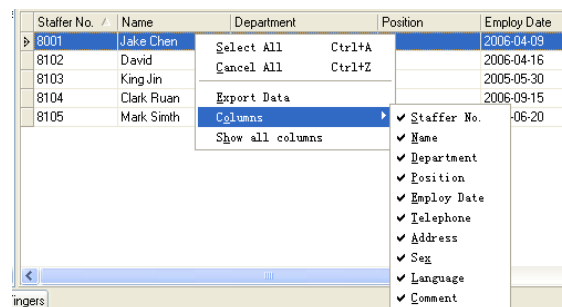 Staffer No. Name Department Position Employ Date
8001 Jake Chen 2006-04-09
8102 David 2006-04-16
8103 King Jin 2005-05-30
8104 Clark Ruan 2006-09-15
8105 Mark Simth -06-20
Select All Ctrl+A
Cancel All Ctrl+Z
Export Data
Columns
Show all columns
Staffer No.
Name
Department
Position
Employ Date
Telephone
Address
Sex
Language
Comment
ingers